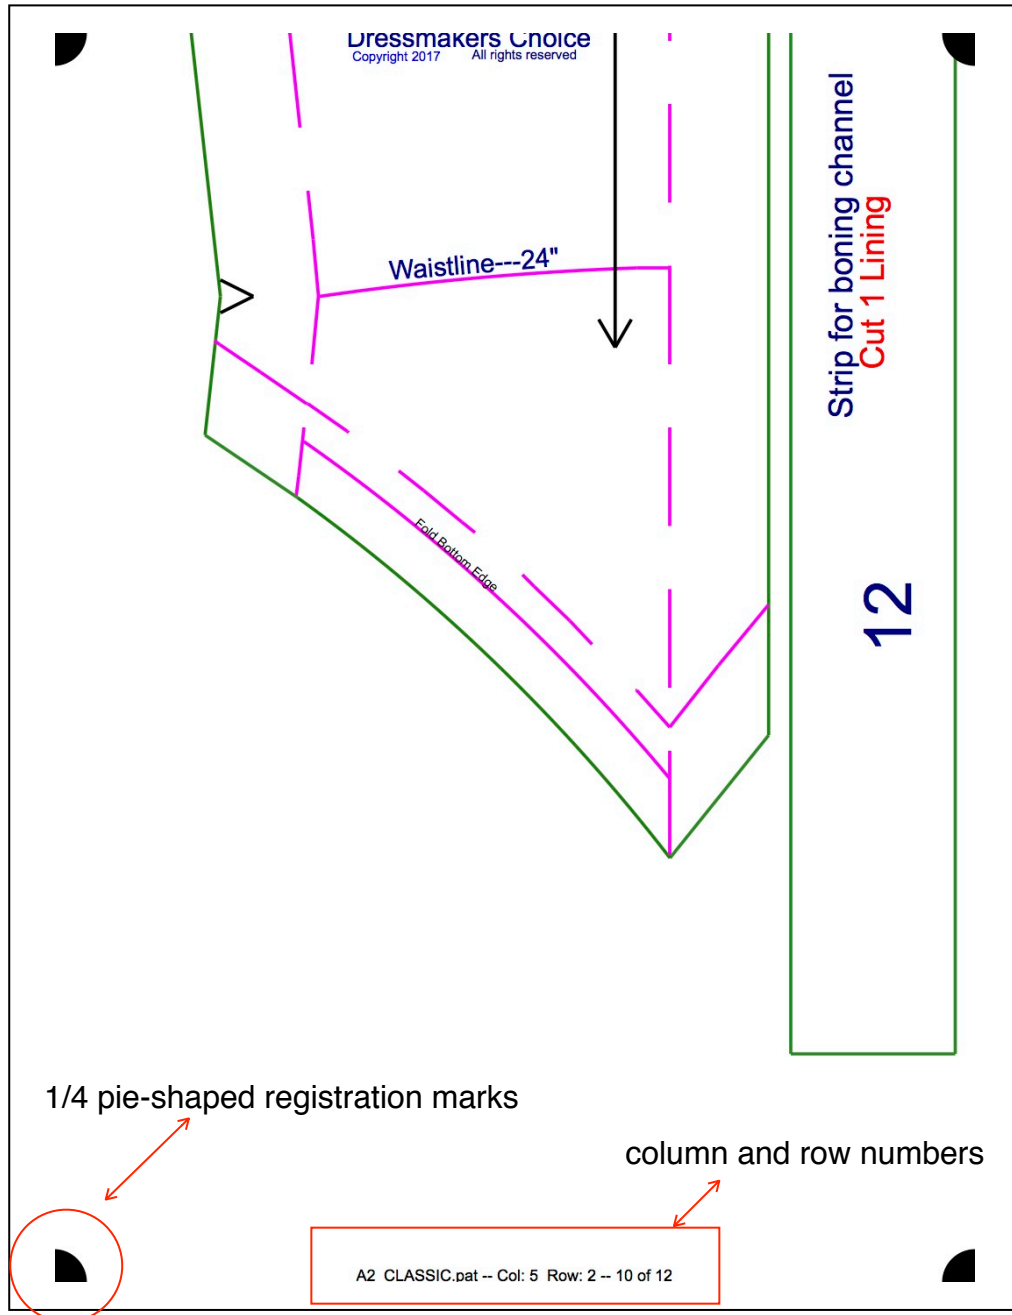 Dressmakers Choice
Copyright 2017 All rights reserved
Waistline---24"
Strip for boning channel
Cut 1 Lining
12
Fold Bottom Edge
1/4 pie-shaped registration marks
column and row numbers
A2 CLASSIC.pat -- Col: 5 Row: 2 -- 10 of 12